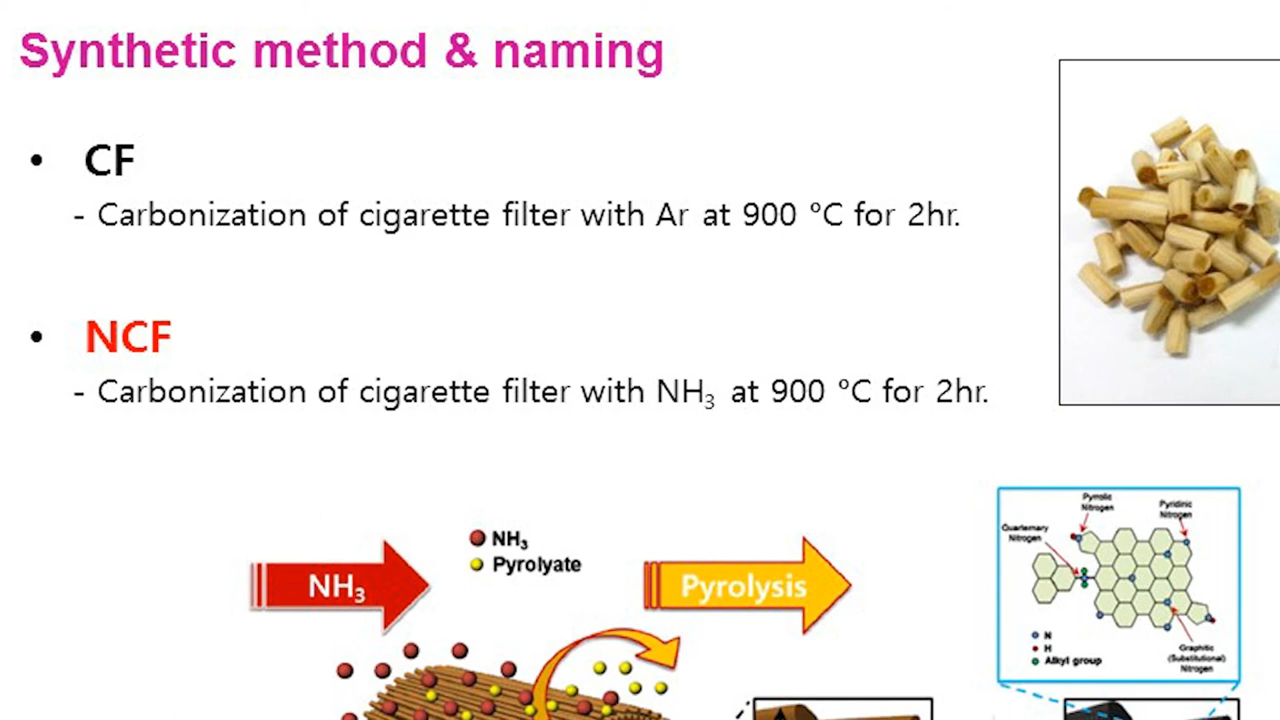 Synthetic method & naming
• CF
- Carbonization of cigarette filter with Ar at 900 ℃ for 2hr.
• NCF
- Carbonization of cigarette filter with NH₃ at 900 ℃ for 2hr.
NH₃
NH₃
Pyrolyate
Pyrolysis
Pyrrolic
Nitrogen
Pyridinic
Nitrogen
Quarternary
Nitrogen
N
H
Alkyl group
Graphitic
(Substitutional)
Nitrogen